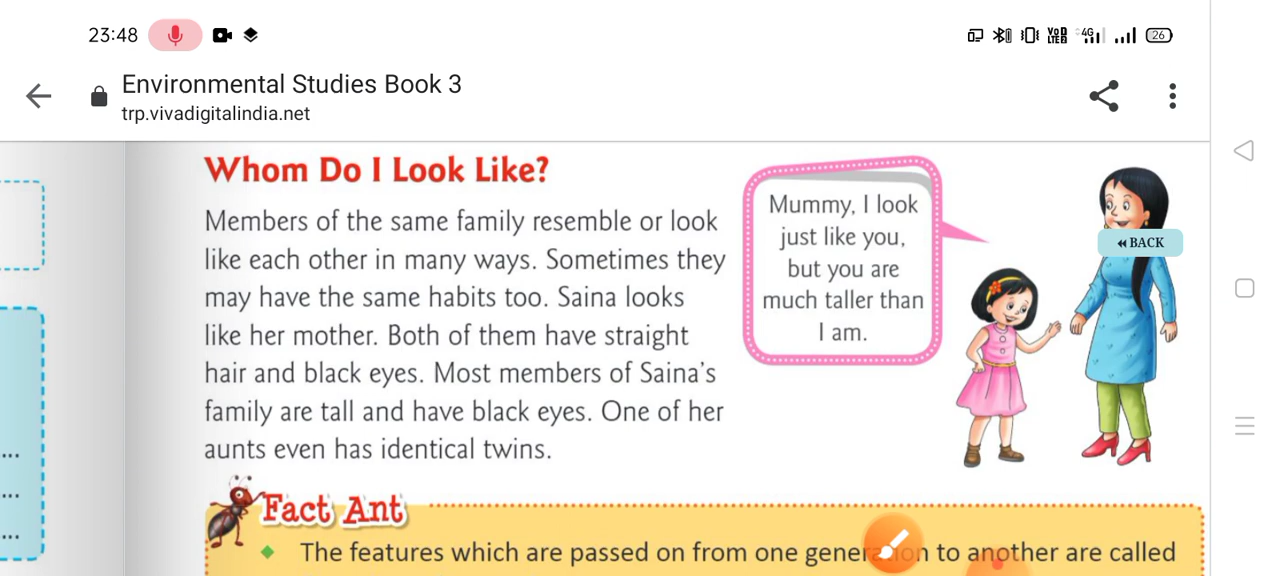 23:48
4G
26
Environmental Studies Book 3
trp.vivadigitalindia.net
Whom Do I Look Like?
Members of the same family resemble or look
like each other in many ways. Sometimes they
may have the same habits too. Saina looks
like her mother. Both of them have straight
hair and black eyes. Most members of Saina's
family are tall and have black eyes. One of her
aunts even has identical twins.
Mummy, I look
just like you,
but you are
much taller than
I am.
BACK
...
...
...
Fact Ant
The features which are passed on from one to another are called